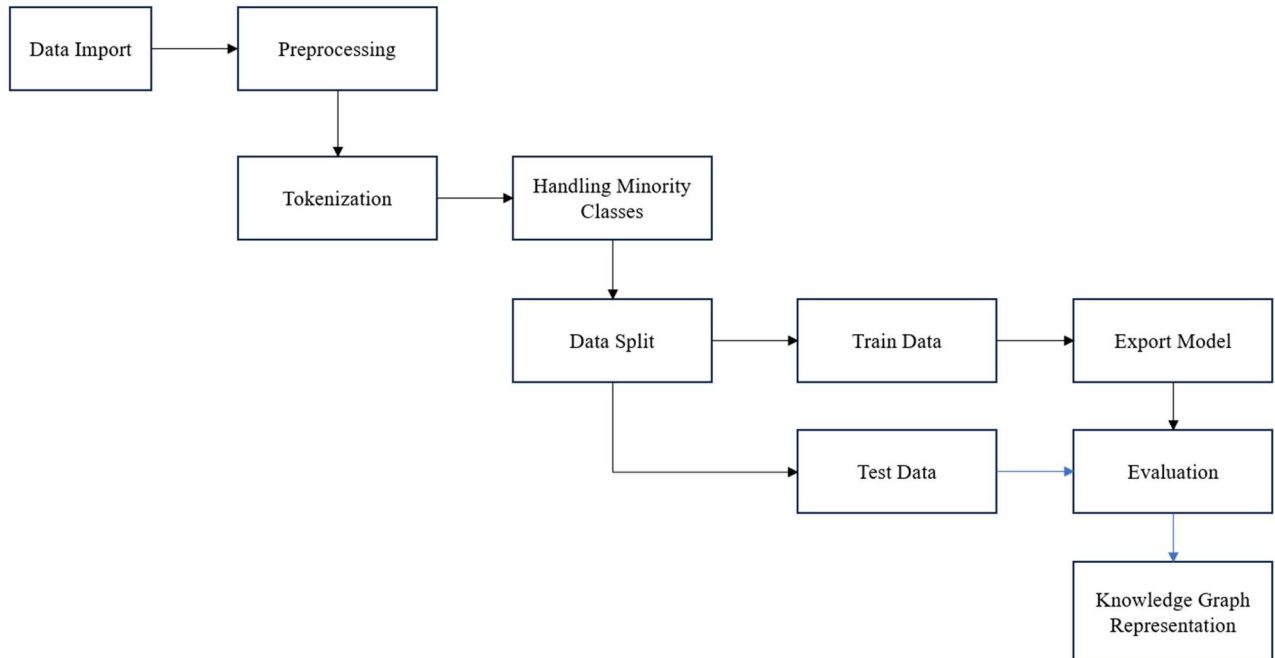 Data Import
Preprocessing
Tokenization
Handling Minority
Classes
Data Split
Train Data
Export Model
Test Data
Evaluation
Knowledge Graph
Representation